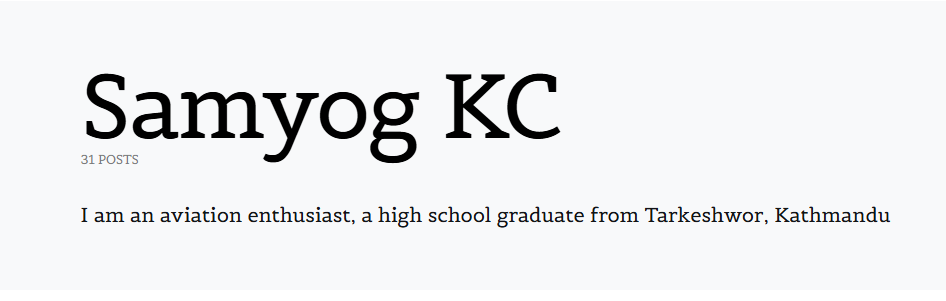 Samyog KC
31 POSTS
I am an aviation enthusiast, a high school graduate from Tarkeshwor, Kathmandu